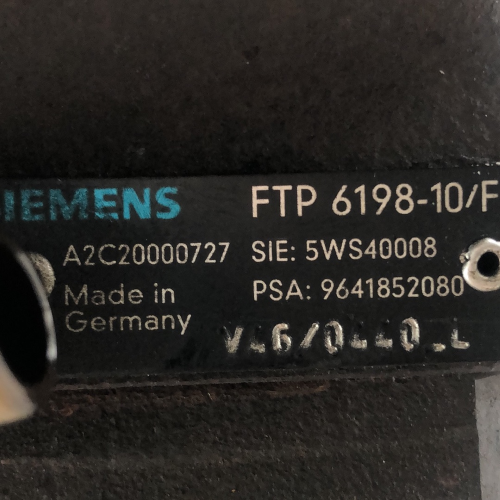 SIEMENS FTP 6198-10/F
A2C20000727 SIE: 5WS40008
Made in PSA: 9641852080
Germany